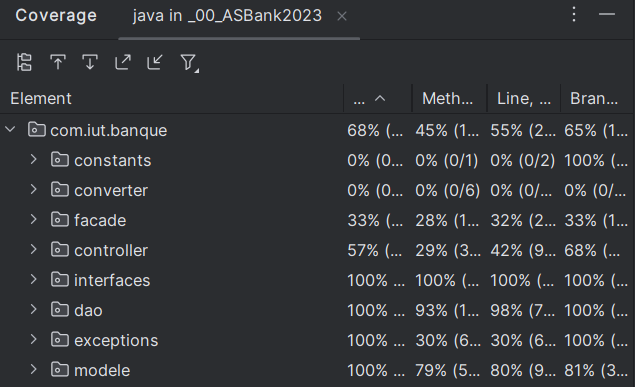 Coverage java in _00_ASBank2023
Element ... Meth... Line, ... Bran...
com.iut.banque 68% (... 45% (1... 55% (2... 65% (1...
constants 0% (0... 0% (0/1) 0% (0/2) 100% (...
converter 0% (0... 0% (0/6) 0% (0/... 0% (0/...
facade 33% (... 28% (1... 32% (2... 33% (1...
controller 57% (... 29% (3... 42% (9... 68% (...
interfaces 100% ... 100% (... 100% (... 100% (...
dao 100% ... 93% (1... 98% (7... 100% (...
exceptions 100% ... 30% (6... 30% (6... 100% (...
modele 100% ... 79% (5... 80% (9... 81% (3...